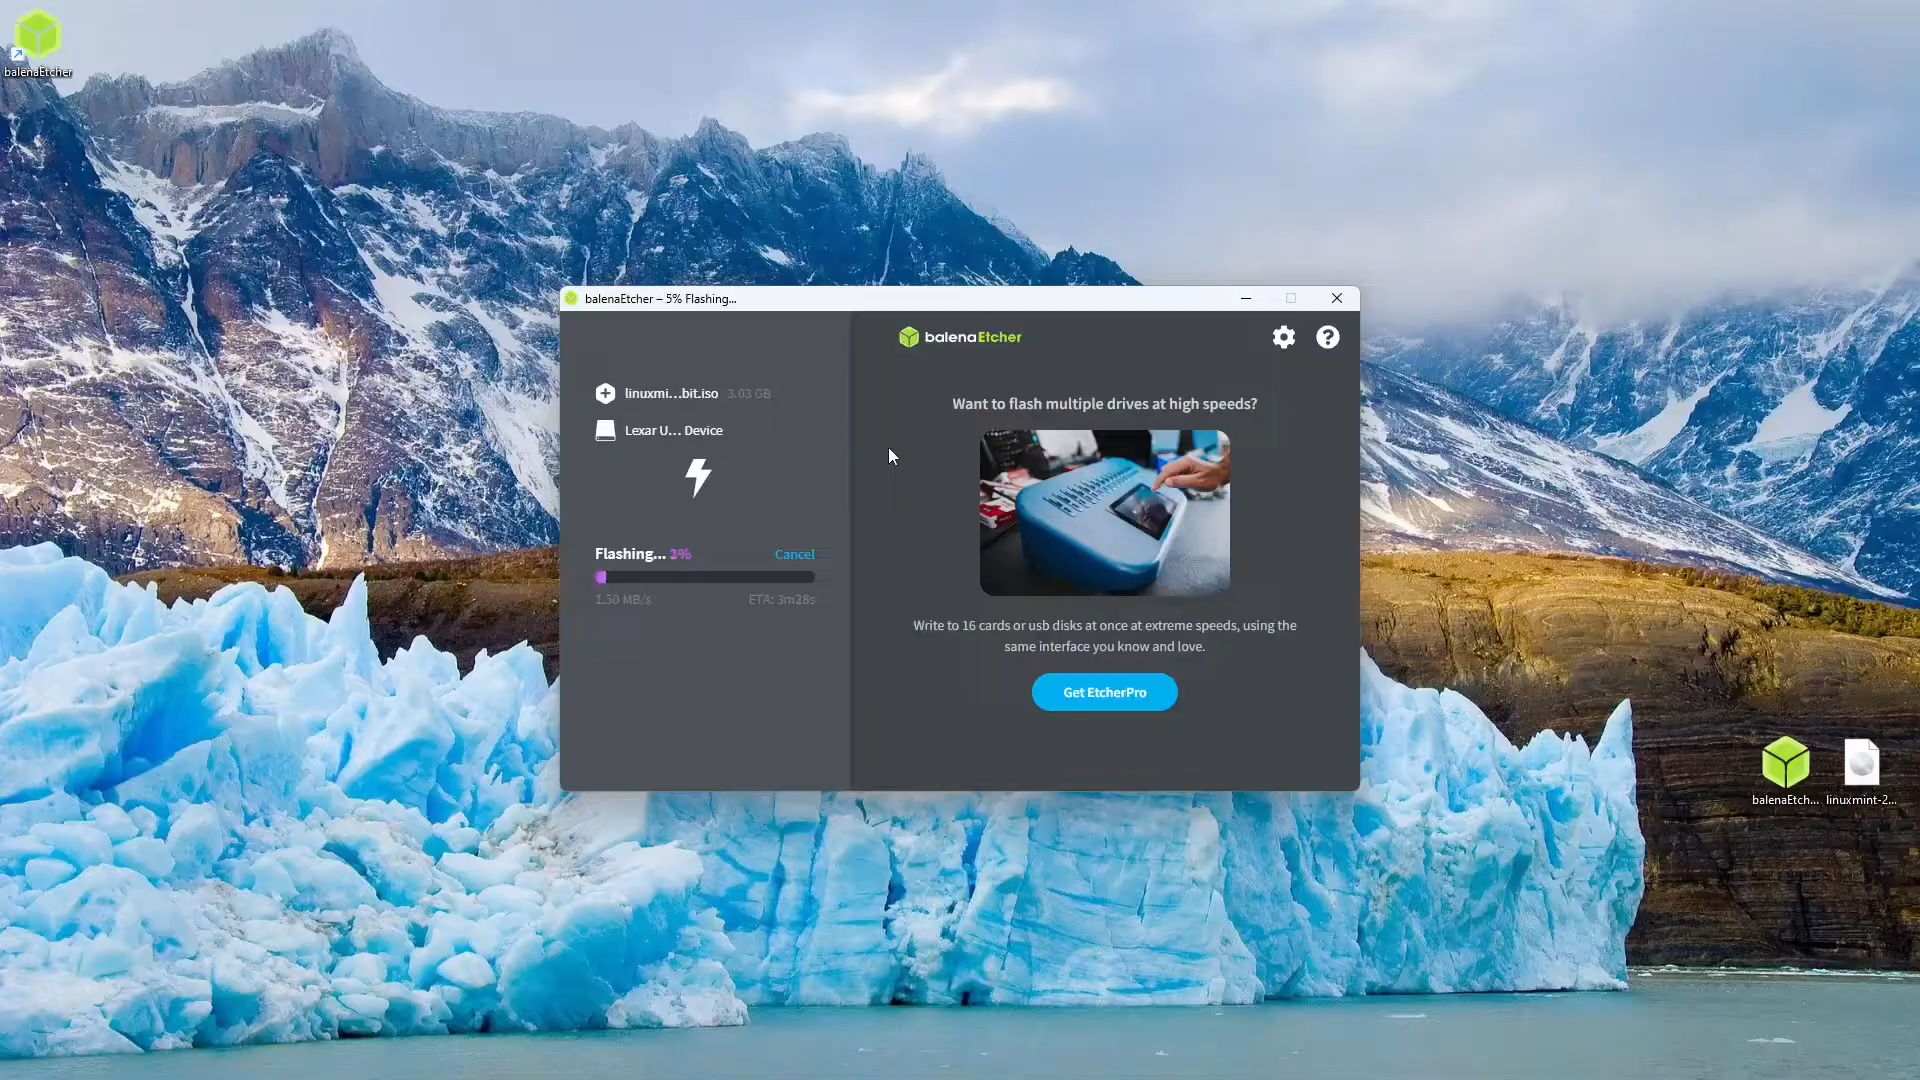 balenaEtcher
balenaEtcher – 5% Flashing...
balenaEtcher
linuxmi...bit.iso 3.03 GB
Lexar U... Device
Flashing... 2% Cancel
1.50 MB/s ETA: 3m28s
Want to flash multiple drives at high speeds?
Write to 16 cards or usb disks at once at extreme speeds, using the
same interface you know and love.
Get EtcherPro
balenaEtch... linuxmint-2...